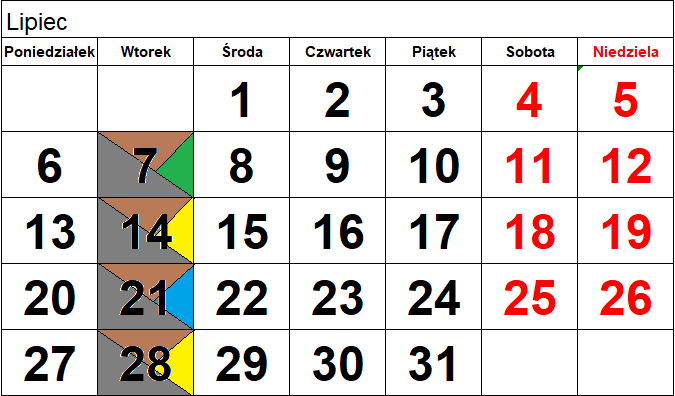 Lipiec
Poniedziałek Wtorek Środa Czwartek Piątek Sobota Niedziela
1 2 3 4 5
6 7 8 9 10 11 12
13 14 15 16 17 18 19
20 21 22 23 24 25 26
27 28 29 30 31